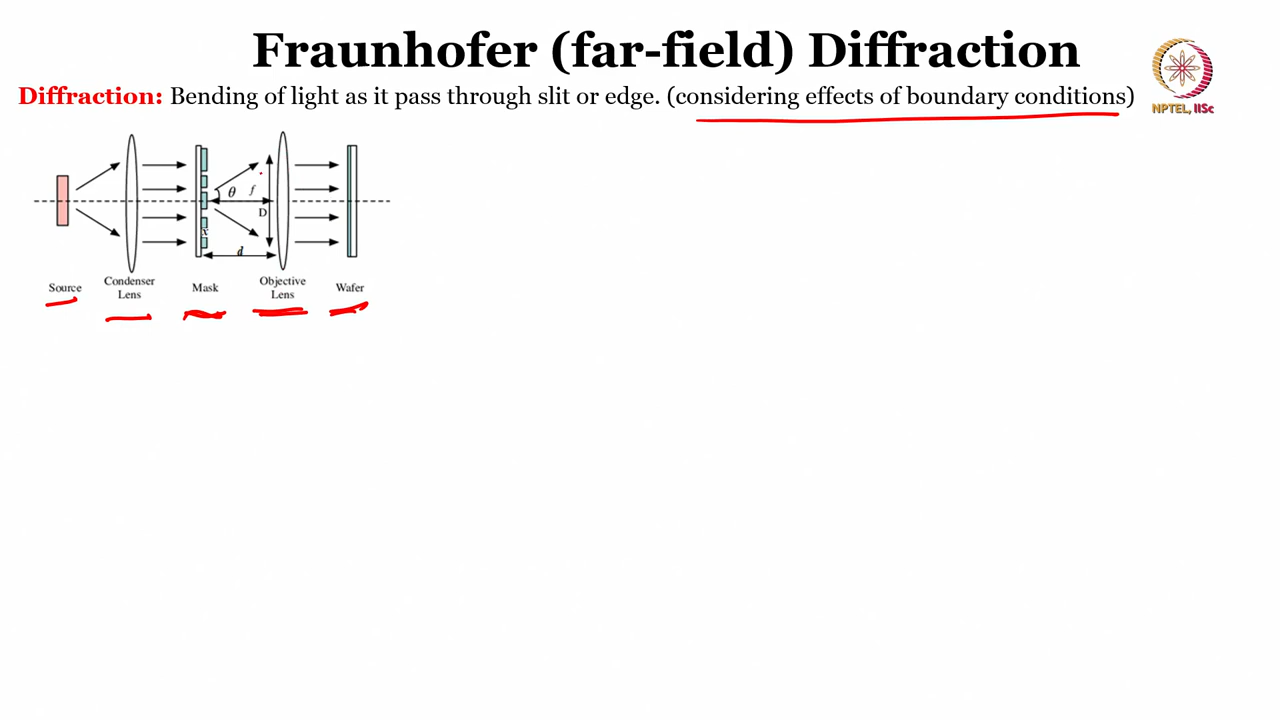 Fraunhofer (far-field) Diffraction
Diffraction: Bending of light as it pass through slit or edge. (considering effects of boundary conditions)
NPTEL, IISc
θ f
D
x
d
Source
Condenser
Lens
Mask
Objective
Lens
Wafer